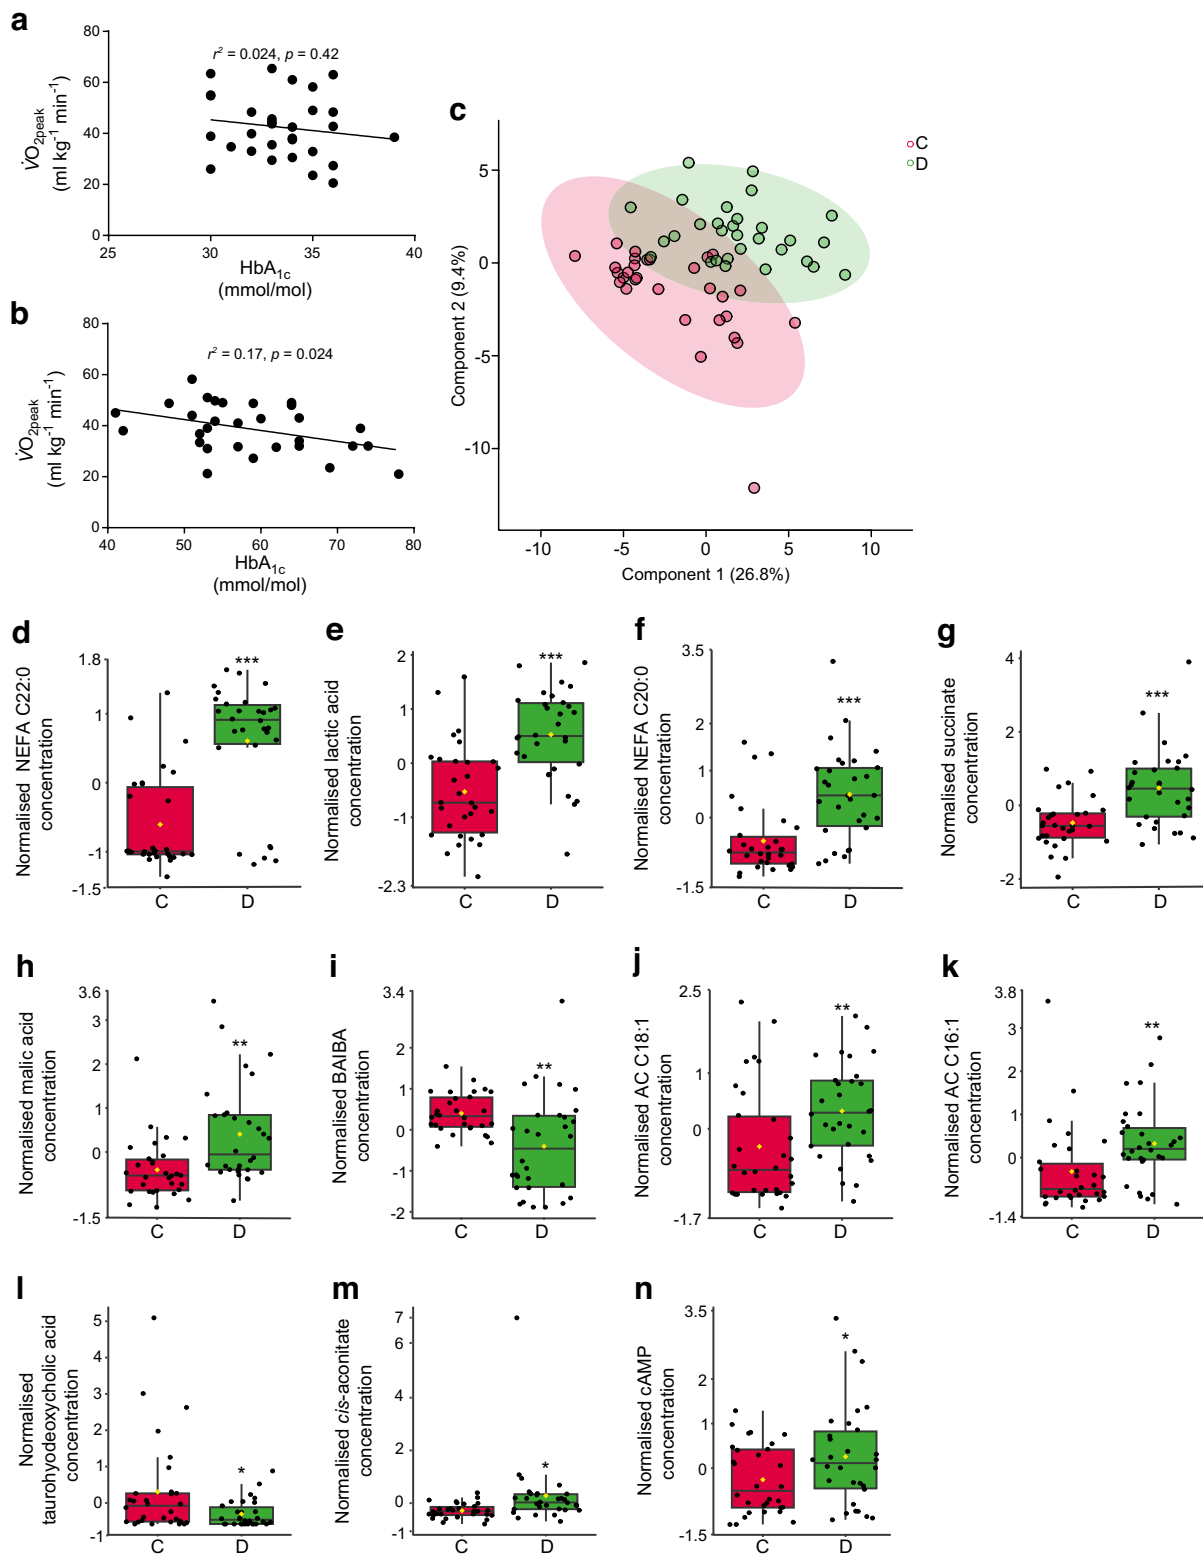 a
80
60
40
20
0
25
30
35
40
r² = 0.024, p = 0.42
V̇O2peak
(ml kg-1 min-1)
HbA1c
(mmol/mol)
b
80
60
40
20
0
40
50
60
70
80
r² = 0.17, p = 0.024
V̇O2peak
(ml kg-1 min-1)
HbA1c
(mmol/mol)
c
5
0
-5
-10
-10
-5
0
5
10
Component 2 (9.4%)
Component 1 (26.8%)
C
D
d
Normalised NEFA C22:0
concentration
1.8
1
0
-1
-1.5
***
C
D
e
Normalised lactic acid
concentration
2
1
0
-1
-2.3
***
C
D
f
Normalised NEFA C20:0
concentration
3.5
2
1
0
-1.5
***
C
D
g
Normalised succinate
concentration
4
2
0
-2
***
C
D
h
Normalised malic acid
concentration
3.6
3
2
1
0
-1.5
**
C
D
i
Normalised BAIBA
concentration
3.4
2
1
0
-1
-2
**
C
D
j
Normalised AC C18:1
concentration
2.5
1
0
-1.7
**
C
D
k
Normalised AC C16:1
concentration
3.8
3
2
1
0
-1.4
**
C
D
l
Normalised
taurohyodeoxycholic acid
concentration
5
4
3
2
1
0
-1
*
C
D
m
Normalised cis-aconitate
concentration
7
6
4
2
0
-1
*
C
D
n
Normalised cAMP
concentration
3.5
2
1
0
-1.5
*
C
D